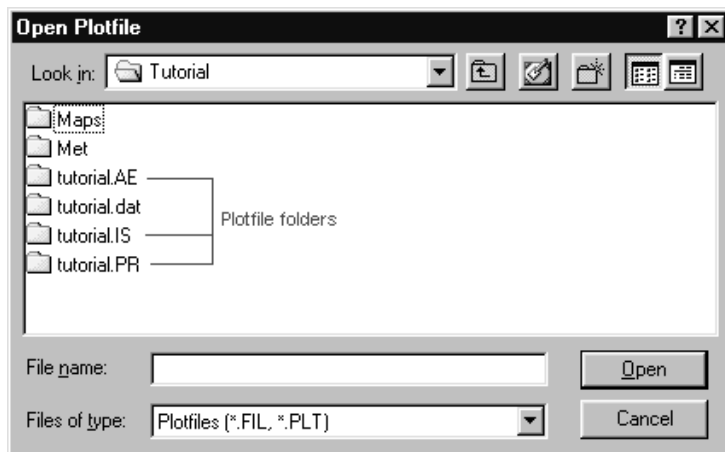 Open Plotfile
Look in: Tutorial
Maps
Met
tutorial.AE
tutorial.dat
Plotfile folders
tutorial.IS
tutorial.PR
File name:
Open
Files of type: Plotfiles (*.FIL, *.PLT)
Cancel